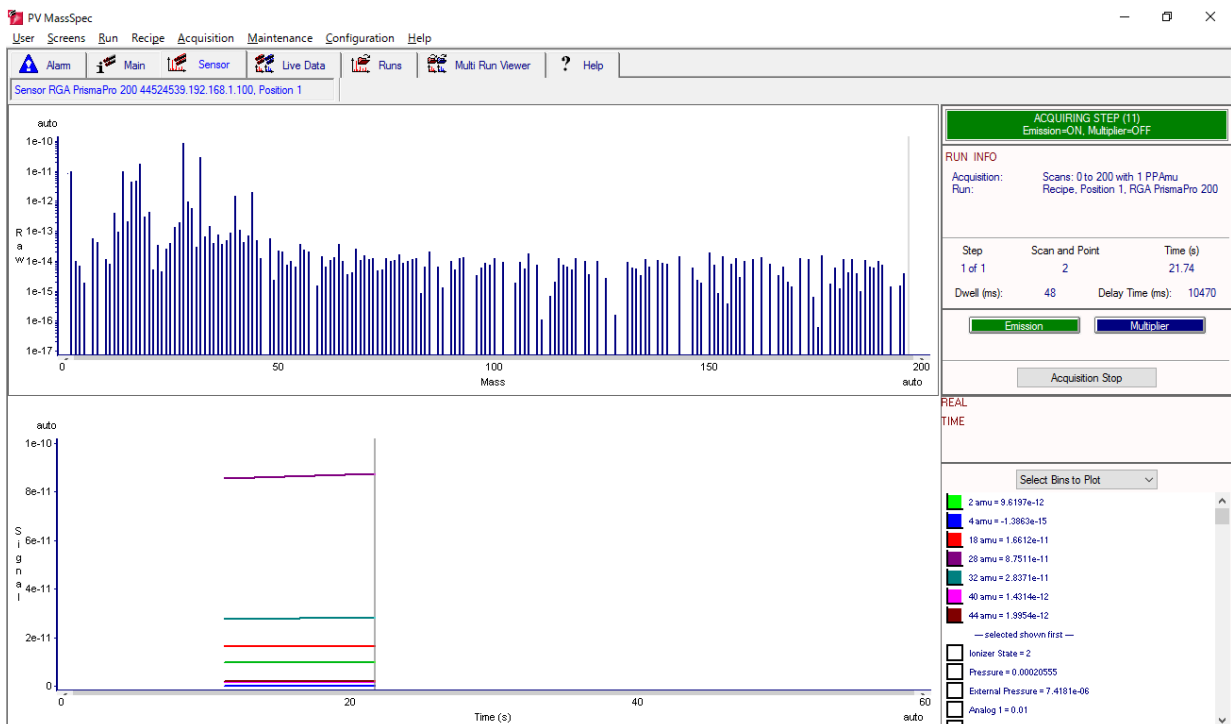 PV MassSpec
User Screens Run Recipe Acquisition Maintenance Configuration Help
Alarm Main Sensor Live Data Runs Multi Run Viewer ? Help
Sensor RGA PrismaPro 200 44524539.192.168.1.100, Position 1
auto
1e-10
1e-11
1e-12
1e-13
1e-14
1e-15
1e-16
1e-17
Raw
0 50 100 150 200
Mass
auto
auto
1e-10
8e-11
6e-11
4e-11
2e-11
0
Signal
0 20 40 60
Time (s)
auto
ACQUIRING STEP (11)
Emission=ON, Multiplier=OFF
RUN INFO
Acquisition: Scans: 0 to 200 with 1 PPAmu
Run: Recipe, Position 1, RGA PrismaPro 200
Step Scan and Point Time (s)
1 of 1 2 21.74
Dwell (ms): 48 Delay Time (ms): 10470
Emission Multiplier
Acquisition Stop
REAL
TIME
Select Bins to Plot
2 amu = 9.6197e-12
4 amu = -1.3863e-15
18 amu = 1.6612e-11
28 amu = 8.7511e-11
32 amu = 2.8371e-11
40 amu = 1.4314e-12
44 amu = 1.9954e-12
— selected shown first —
Ionizer State = 2
Pressure = 0.00020555
External Pressure = 7.4181e-06
Analog 1 = 0.01